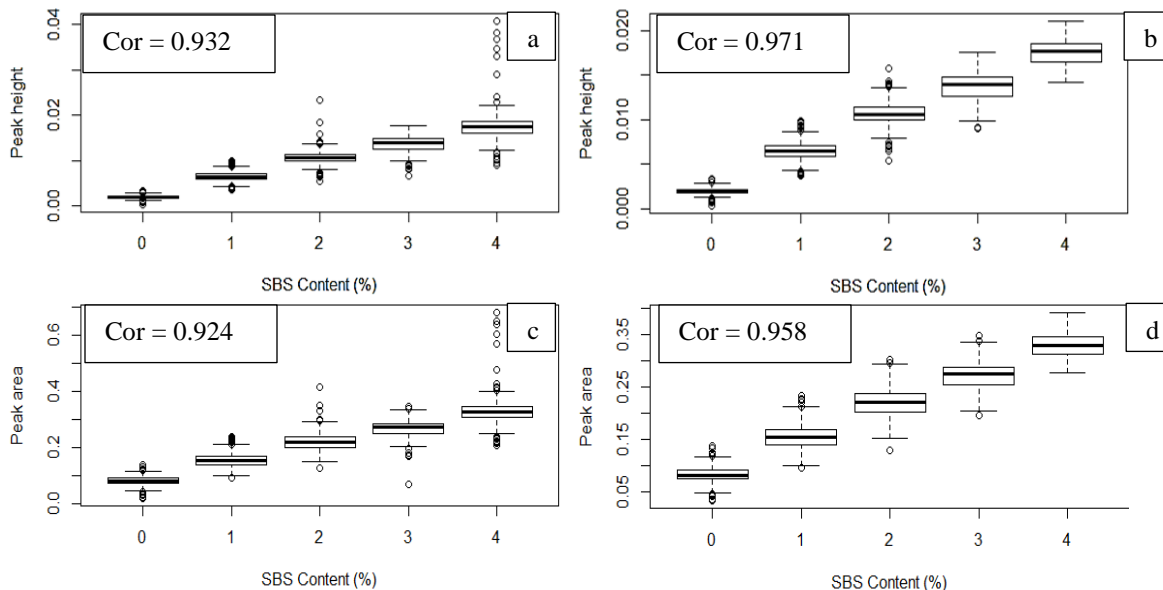 Cor = 0.932
a
Peak height
0.04
0.02
0.00
0 1 2 3 4
SBS Content (%)
Cor = 0.971
b
Peak height
0.020
0.010
0.000
0 1 2 3 4
SBS Content (%)
Cor = 0.924
c
Peak area
0.6
0.4
0.2
0.0
0 1 2 3 4
SBS Content (%)
Cor = 0.958
d
Peak area
0.35
0.25
0.15
0.05
0 1 2 3 4
SBS Content (%)